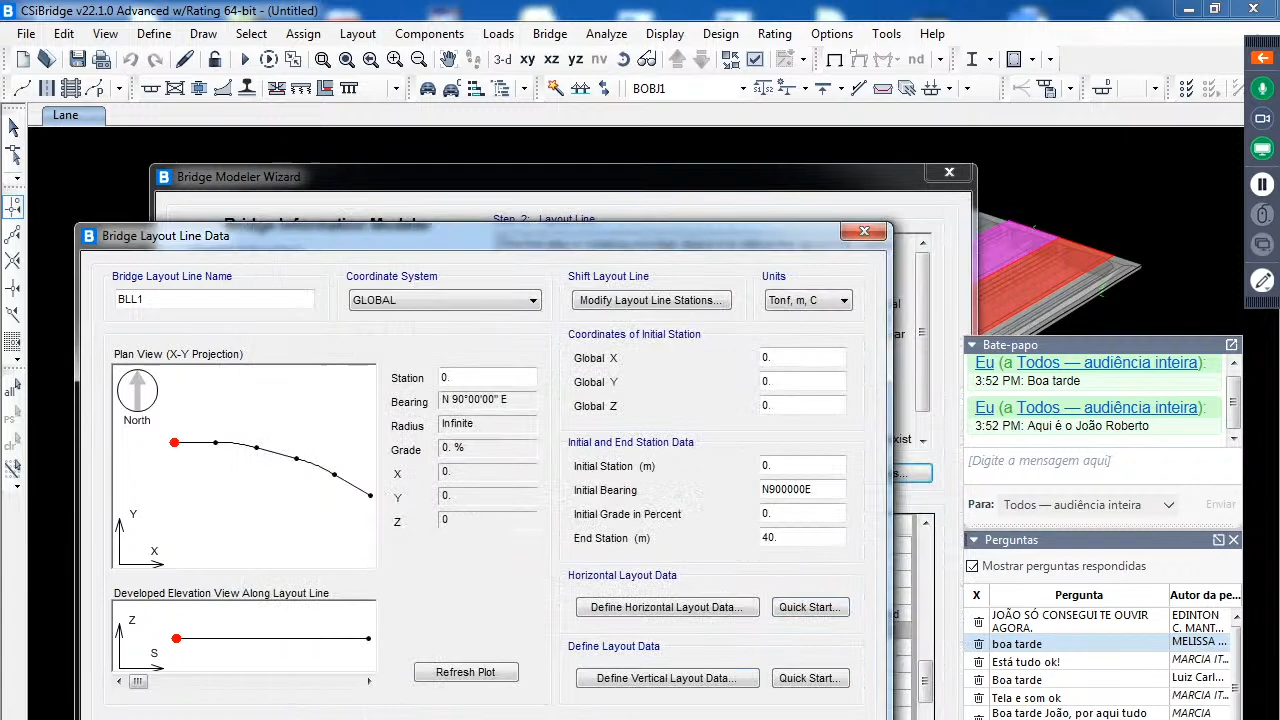 CSiBridge v22.1.0 Advanced w/Rating 64-bit - (Untitled)
File Edit View Define Draw Select Assign Layout Components Loads Bridge Analyze Display Design Rating Options Tools Help
3-d xy xz yz nv nd
BOBJ1
Lane
all
PS
clr
Bridge Modeler Wizard
Step 2: Layout Line
Bridge Layout Line Data
Bridge Layout Line Name
BLL1
Coordinate System
GLOBAL
Shift Layout Line
Modify Layout Line Stations...
Units
Tonf, m, C
Plan View (X-Y Projection)
North
Y
X
Station 0.
Bearing N 90°00'00" E
Radius Infinite
Grade 0. %
X 0.
Y 0.
Z 0
Coordinates of Initial Station
Global X 0.
Global Y 0.
Global Z 0.
Initial and End Station Data
Initial Station (m) 0.
Initial Bearing N900000E
Initial Grade in Percent 0.
End Station (m) 40.
Horizontal Layout Data
Define Horizontal Layout Data... Quick Start...
Define Layout Data
Define Vertical Layout Data... Quick Start...
Developed Elevation View Along Layout Line
Z
S
Refresh Plot
Bate-papo
Eu (a Todos — audiência inteira):
3:52 PM: Boa tarde
Eu (a Todos — audiência inteira):
3:52 PM: Aqui é o João Roberto
[Digite a mensagem aqui]
Para: Todos — audiência inteira Enviar
Perguntas
Mostrar perguntas respondidas
X Pergunta Autor da pe...
JOÃO SÓ CONSEGUI TE OUVIR AGORA. EDINTON C. MANT...
boa tarde MELISSA ...
Está tudo ok! MARCIA IT...
Boa tarde Luiz Carl...
Tela e som ok MARCIA IT...
Boa tarde João, por aqui tudo MARCIA